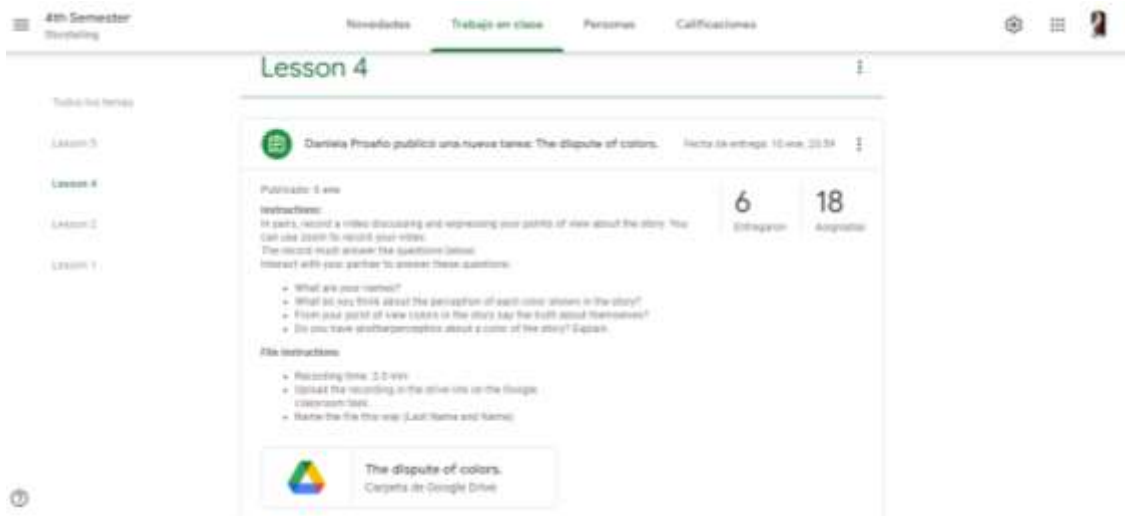 4th Semester
Storytelling
Novedades
Trabajo en clase
Personas
Calificaciones
Lesson 4
Todos los temas
Lesson 5
Lesson 4
Lesson 2
Lesson 1
Daniela Proaño publicó una nueva tarea: The dispute of colors.
Fecha de entrega: 10 ene, 23:59
Publicado: 5 ene
6
Entregaron
18
Asignadas
Instructions:
In pairs, record a video discussing and expressing your points of view about the story. You
can use zoom to record your video.
The record must answer the questions below.
Interact with your partner to answer these questions:
• What are your names?
• What do you think about the perception of each color shown in the story?
• From your point of view colors in the story say the truth about themselves?
• Do you have anotherperception about a color of the story? Explain.
File instructions
• Recording time: min
• Upload the recording in the drive link on the Google
classroom task.
• Name the file this way (Last Name and Name)
The dispute of colors.
Carpeta de Google Drive